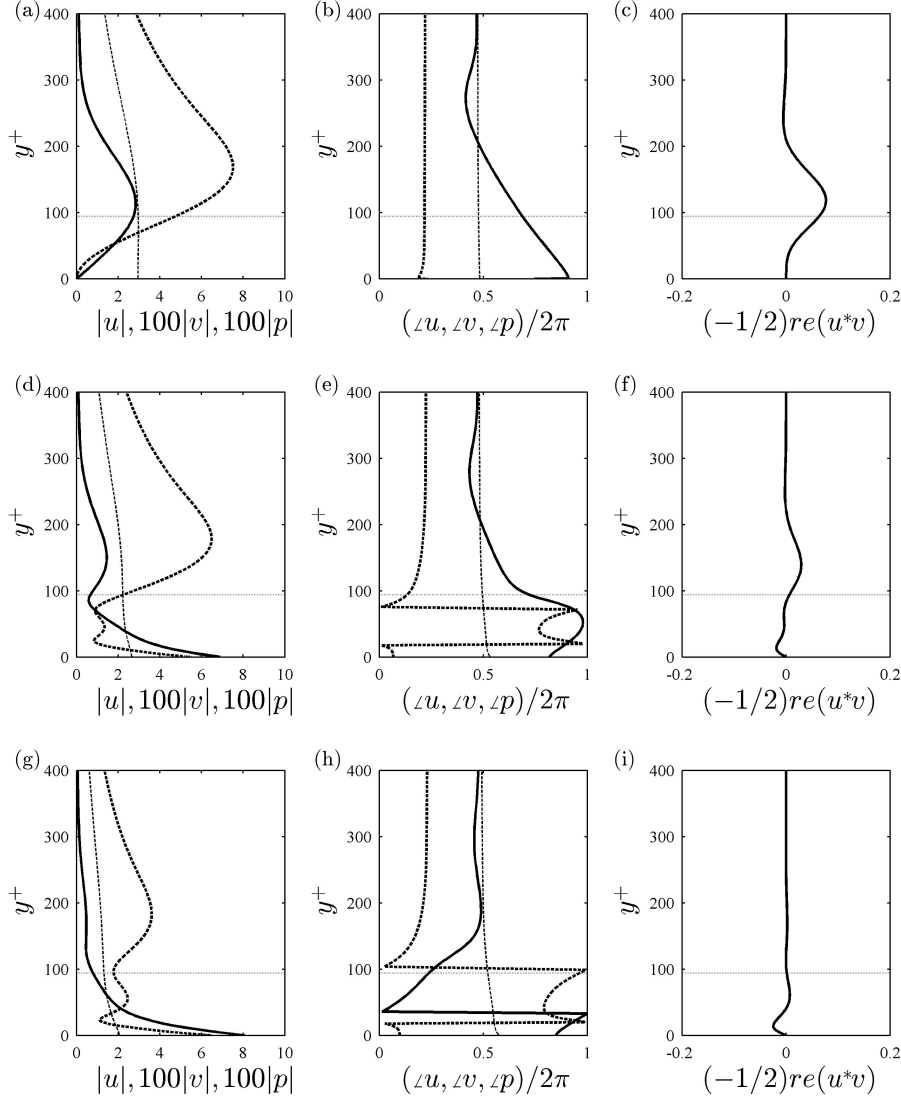 (a)
400
300
200
100
0
y⁺
0 2 4 6 8 10
|u|, 100|v|, 100|p|
(b)
400
300
200
100
0
y⁺
0 0.5 1
(∠u, ∠v, ∠p)/2π
(c)
400
300
200
100
0
y⁺
-0.2 0 0.2
(−1/2)re(u*v)
(d)
400
300
200
100
0
y⁺
0 2 4 6 8 10
|u|, 100|v|, 100|p|
(e)
400
300
200
100
0
y⁺
0 0.5 1
(∠u, ∠v, ∠p)/2π
(f)
400
300
200
100
0
y⁺
-0.2 0 0.2
(−1/2)re(u*v)
(g)
400
300
200
100
0
y⁺
0 2 4 6 8 10
|u|, 100|v|, 100|p|
(h)
400
300
200
100
0
y⁺
0 0.5 1
(∠u, ∠v, ∠p)/2π
(i)
400
300
200
100
0
y⁺
-0.2 0 0.2
(−1/2)re(u*v)